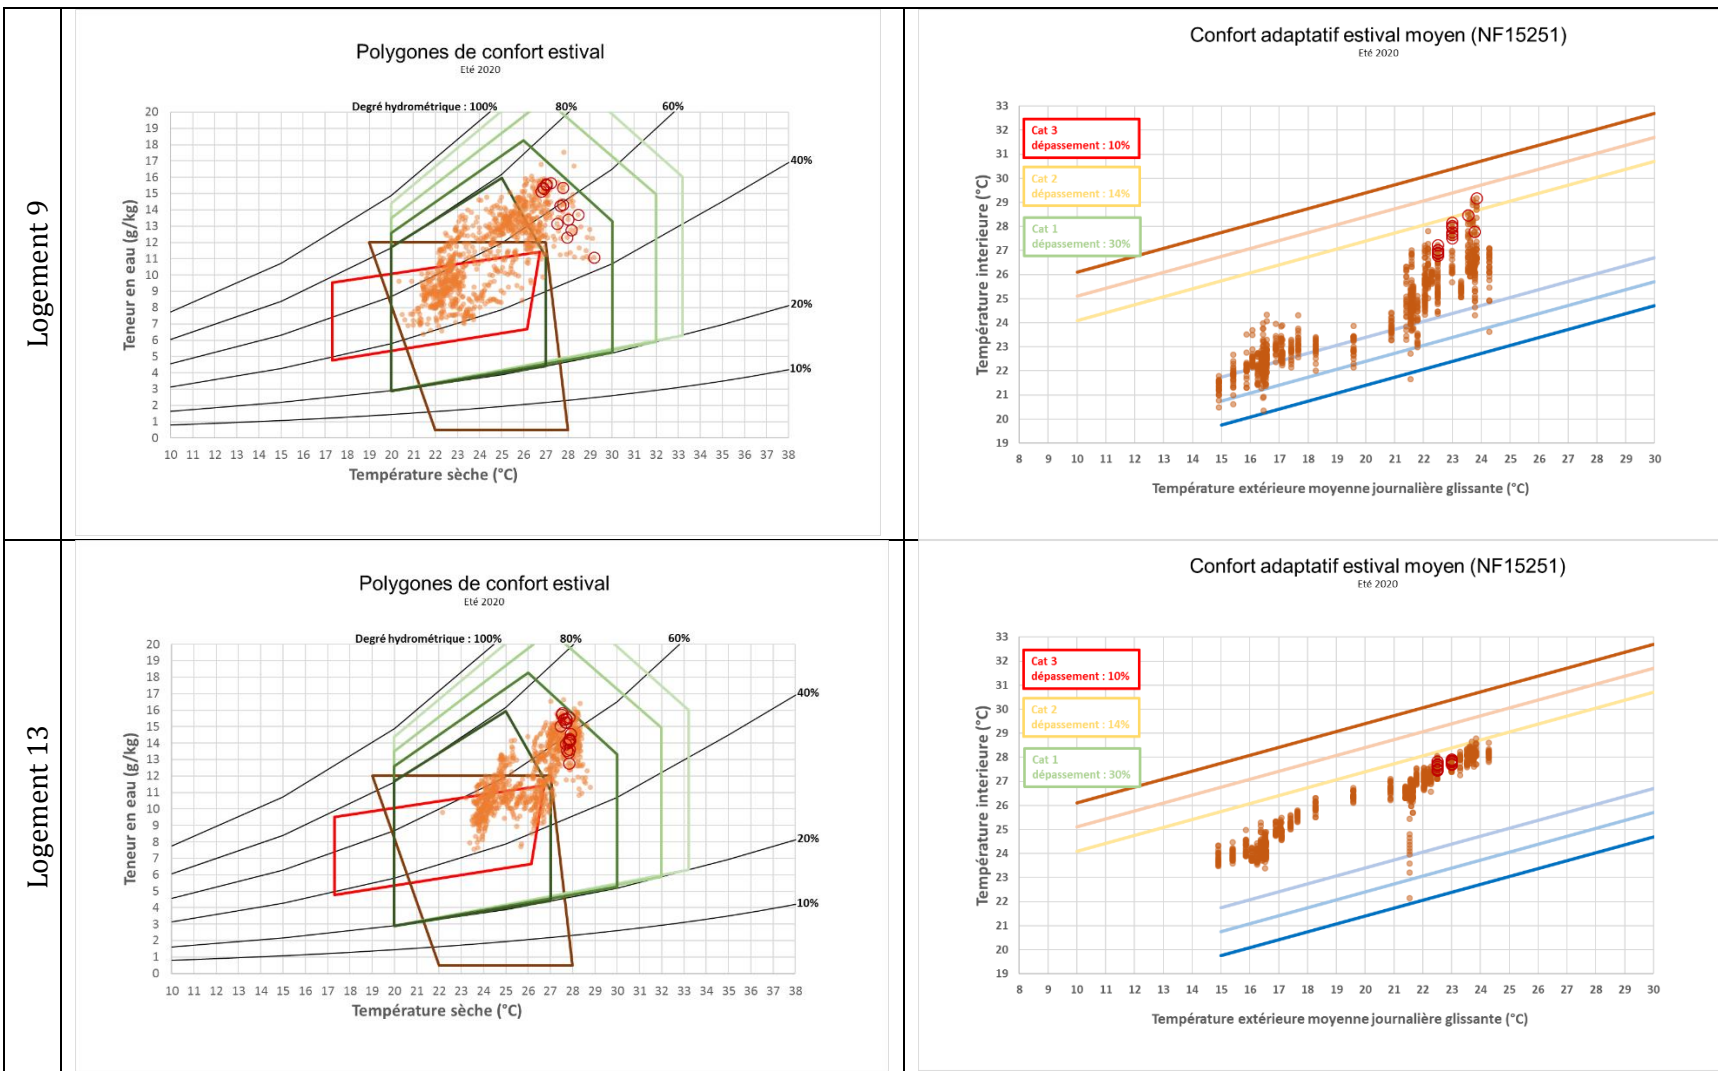 Logement 9
Polygones de confort estival
Eté 2020
Degré hydrométrique : 100%
80%
60%
40%
20%
10%
20
19
18
17
16
15
14
13
12
11
10
9
8
7
6
5
4
3
2
1
0
Teneur en eau (g/kg)
10 11 12 13 14 15 16 17 18 19 20 21 22 23 24 25 26 27 28 29 30 31 32 33 34 35 36 37 38
Température sèche (°C)
Confort adaptatif estival moyen (NF15251)
Eté 2020
Cat 3
dépassement : 10%
Cat 2
dépassement : 14%
Cat 1
dépassement : 30%
33
32
31
30
29
28
27
26
25
24
23
22
21
20
19
Température interieure (°C)
8 9 10 11 12 13 14 15 16 17 18 19 20 21 22 23 24 25 26 27 28 29 30
Température extérieure moyenne journalière glissante (°C)
Logement 13
Polygones de confort estival
Eté 2020
Degré hydrométrique : 100%
80%
60%
40%
20%
10%
20
19
18
17
16
15
14
13
12
11
10
9
8
7
6
5
4
3
2
1
0
Teneur en eau (g/kg)
10 11 12 13 14 15 16 17 18 19 20 21 22 23 24 25 26 27 28 29 30 31 32 33 34 35 36 37 38
Température sèche (°C)
Confort adaptatif estival moyen (NF15251)
Eté 2020
Cat 3
dépassement : 10%
Cat 2
dépassement : 14%
Cat 1
dépassement : 30%
33
32
31
30
29
28
27
26
25
24
23
22
21
20
19
Température interieure (°C)
8 9 10 11 12 13 14 15 16 17 18 19 20 21 22 23 24 25 26 27 28 29 30
Température extérieure moyenne journalière glissante (°C)